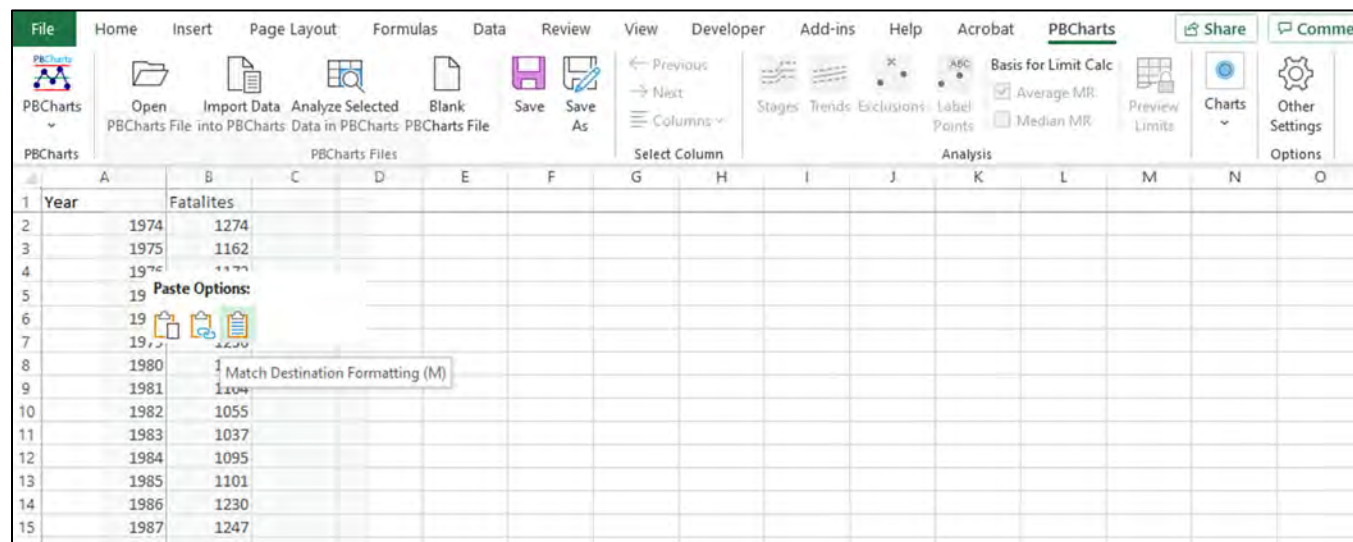 File Home Insert Page Layout Formulas Data Review View Developer Add-ins Help Acrobat PBCharts Share Comme
PBCharts
PBCharts
Open
PBCharts File
Import Data
into PBCharts
Analyze Selected
Data in PBCharts
Blank
PBCharts File
Save
Save
As
Previous
Next
Columns
Stages
Trends
Exclusions
ABC
Label
Points
Basis for Limit Calc
Average MR
Median MR
Preview
Limits
Charts
Other
Settings
PBCharts PBCharts Files Select Column Analysis Options
A B C D E F G H I J K L M N O
1 Year Fatalites
2 1974 1274
3 1975 1162
4
5 19
Paste Options:
6 19
7
8 1980
Match Destination Formatting (M)
9 1981 1104
10 1982 1055
11 1983 1037
12 1984 1095
13 1985 1101
14 1986 1230
15 1987 1247